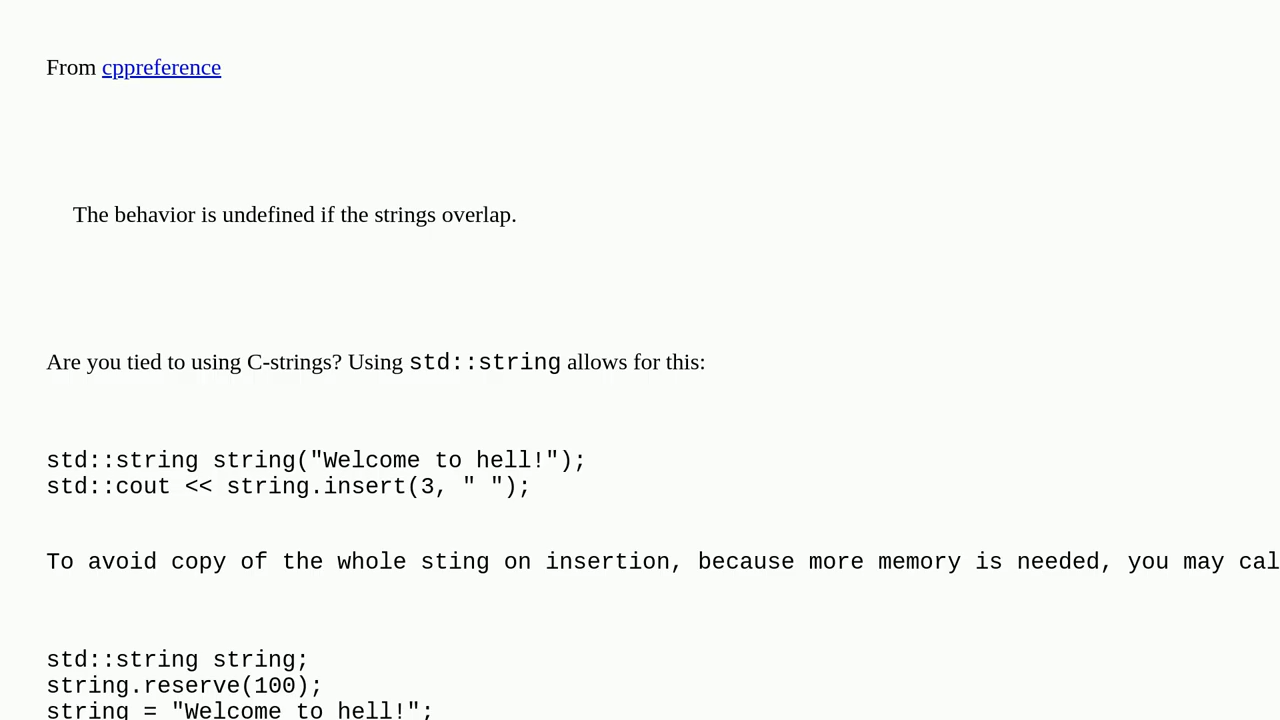 From cppreference
The behavior is undefined if the strings overlap.
Are you tied to using C-strings? Using std::string allows for this:
std::string string("Welcome to hell!");
std::cout << string.insert(3, " ");
To avoid copy of the whole sting on insertion, because more memory is needed, you may cal
std::string string;
string.reserve(100);
string = "Welcome to hell!";